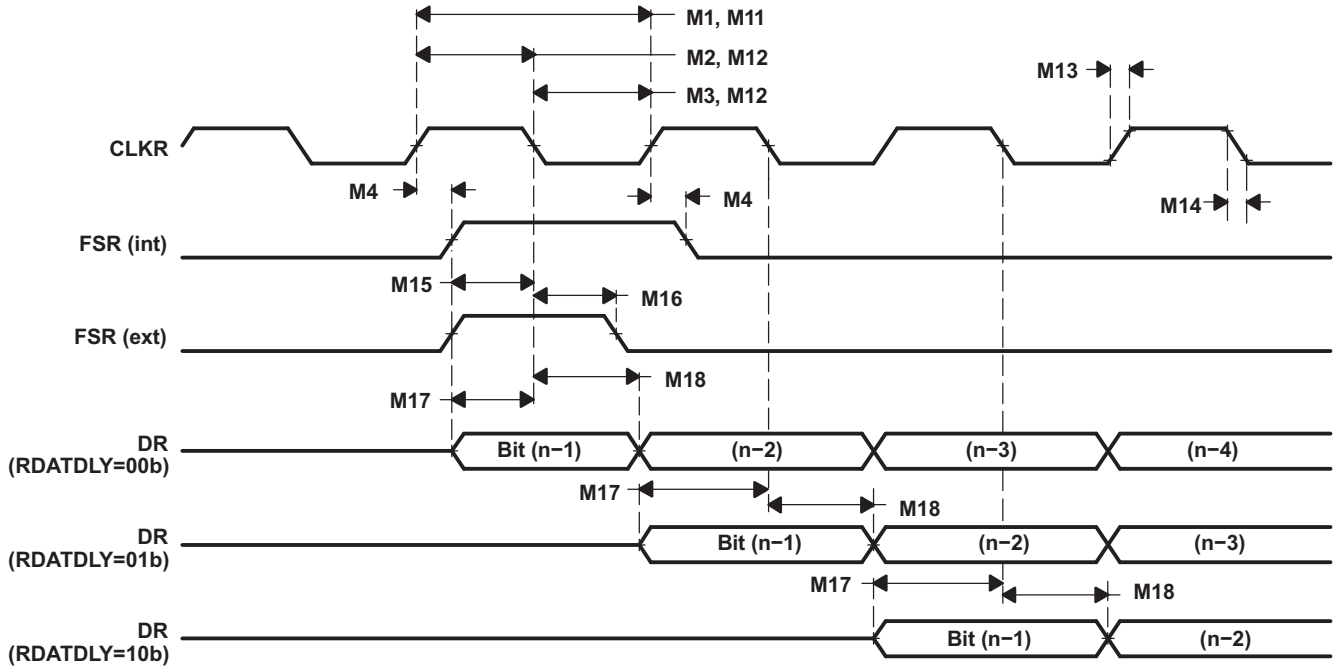 M1, M11
M2, M12
M3, M12
M13
CLKR
M4
M4
M14
FSR (int)
M15
M16
FSR (ext)
M18
M17
DR
(RDATDLY=00b)
Bit (n−1)
(n−2)
(n−3)
(n−4)
M17
M18
DR
(RDATDLY=01b)
Bit (n−1)
(n−2)
(n−3)
M17
M18
DR
(RDATDLY=10b)
Bit (n−1)
(n−2)